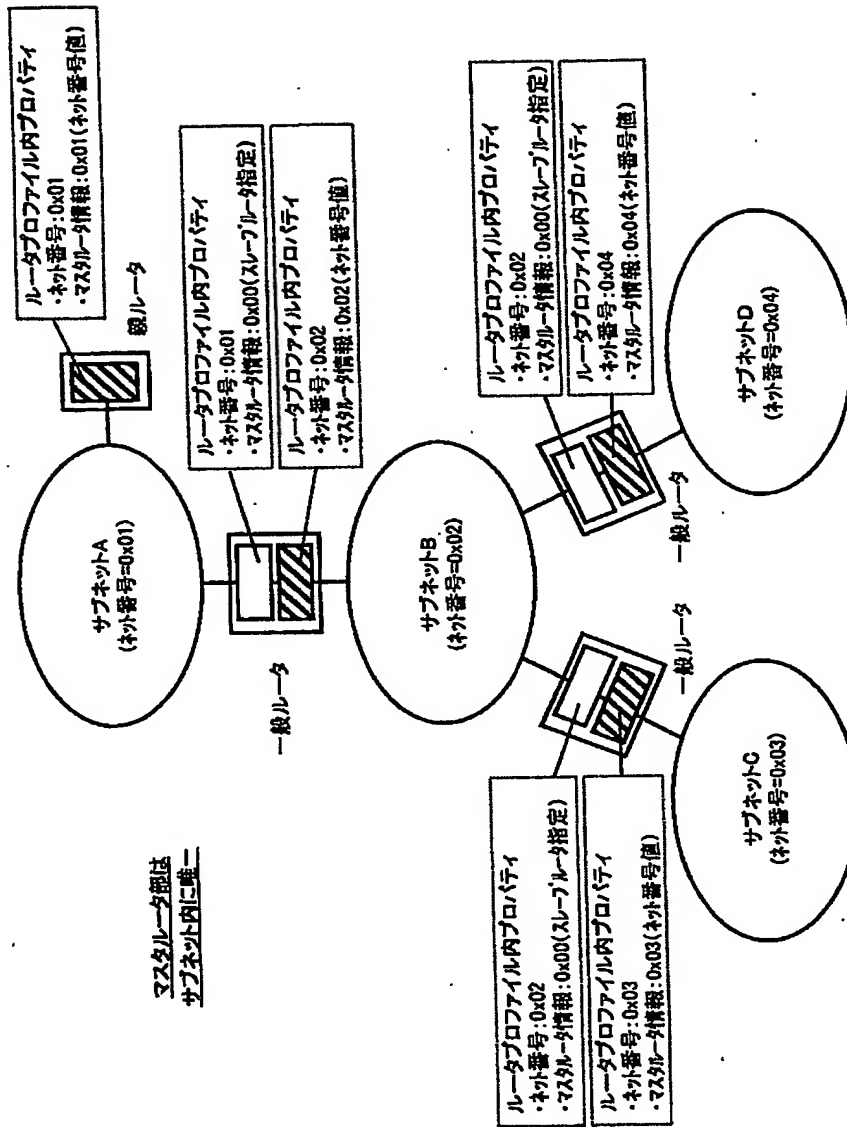 ルータプロファイル内プロパティ
・ネット番号:0x01
・マスタルータ情報:0x01(ネット番号値)
親ルータ
サブネットA
(ネット番号=0x01)
ルータプロファイル内プロパティ
・ネット番号:0x01
・マスタルータ情報:0x00(スレーブルータ指定)
ルータプロファイル内プロパティ
・ネット番号:0x02
・マスタルータ情報:0x02(ネット番号値)
一般ルータ
マスタルータ部は
サブネット内に唯一
サブネットB
(ネット番号=0x02)
ルータプロファイル内プロパティ
・ネット番号:0x02
・マスタルータ情報:0x00(スレーブルータ指定)
ルータプロファイル内プロパティ
・ネット番号:0x03
・マスタルータ情報:0x03(ネット番号値)
一般ルータ
サブネットC
(ネット番号=0x03)
ルータプロファイル内プロパティ
・ネット番号:0x02
・マスタルータ情報:0x00(スレーブルータ指定)
ルータプロファイル内プロパティ
・ネット番号:0x04
・マスタルータ情報:0x04(ネット番号値)
一般ルータ
サブネットD
(ネット番号=0x04)